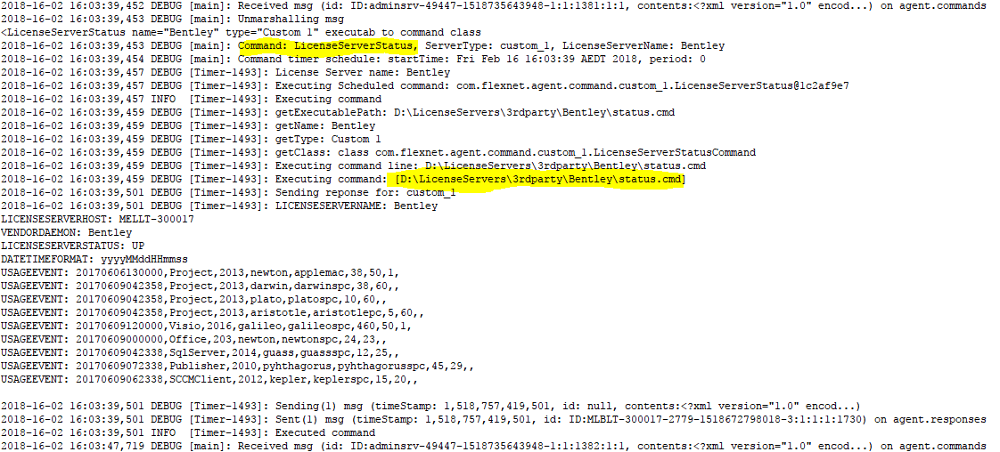 2018-16-02 16:03:39,452 DEBUG [main]: Received msg (id: ID:adminsrv-49447-1518735643948-1:1:1381:1:1, contents:<?xml version="1.0" encod...) on agent.commands
2018-16-02 16:03:39,453 DEBUG [main]: Unmarshalling msg
<LicenseServerStatus name="Bentley" type="Custom 1" executab to command class
2018-16-02 16:03:39,453 DEBUG [main]: Command: LicenseServerStatus, ServerType: custom_1, LicenseServerName: Bentley
2018-16-02 16:03:39,454 DEBUG [main]: Command timer schedule: startTime: Fri Feb 16 16:03:39 AEDT 2018, period: 0
2018-16-02 16:03:39,457 DEBUG [Timer-1493]: License Server name: Bentley
2018-16-02 16:03:39,457 DEBUG [Timer-1493]: Executing Scheduled command: com.flexnet.agent.command.custom_1.LicenseServerStatus@1c2af9e7
2018-16-02 16:03:39,457 INFO  [Timer-1493]: Executing command
2018-16-02 16:03:39,459 DEBUG [Timer-1493]: getExecutablePath: D:\LicenseServers\3rdparty\Bentley\status.cmd
2018-16-02 16:03:39,459 DEBUG [Timer-1493]: getName: Bentley
2018-16-02 16:03:39,459 DEBUG [Timer-1493]: getType: Custom 1
2018-16-02 16:03:39,459 DEBUG [Timer-1493]: getClass: class com.flexnet.agent.command.custom_1.LicenseServerStatusCommand
2018-16-02 16:03:39,459 DEBUG [Timer-1493]: Executing command line: D:\LicenseServers\3rdparty\Bentley\status.cmd
2018-16-02 16:03:39,459 DEBUG [Timer-1493]: Executing command: [D:\LicenseServers\3rdparty\Bentley\status.cmd]
2018-16-02 16:03:39,501 DEBUG [Timer-1493]: Sending reponse for: custom_1
2018-16-02 16:03:39,501 DEBUG [Timer-1493]: LICENSESERVERNAME: Bentley
LICENSESERVERHOST: MELLT-300017
VENDORDAEMON: Bentley
LICENSESERVERSTATUS: UP
DATETIMEFORMAT: yyyyMMddHHmmss
USAGEEVENT: 20170606130000,Project,2013,newton,applemac,38,50,1,
USAGEEVENT: 20170609042358,Project,2013,darwin,darwinspc,38,60,,
USAGEEVENT: 20170609042358,Project,2013,plato,platospc,10,60,,
USAGEEVENT: 20170609042358,Project,2013,aristotle,aristotlepc,5,60,,
USAGEEVENT: 20170609120000,Visio,2016,galileo,galileospc,460,50,1,
USAGEEVENT: 20170609000000,Office,203,newton,newtonspc,24,23,,
USAGEEVENT: 20170609042338,SqlServer,2014,guass,guassspc,12,25,,
USAGEEVENT: 20170609072338,Publisher,2010,pyhthagorus,pyhthagorusspc,45,29,,
USAGEEVENT: 20170609062338,SCCMClient,2012,kepler,keplerspc,15,20,,
2018-16-02 16:03:39,501 DEBUG [Timer-1493]: Sending(1) msg (timeStamp: 1,518,757,419,501, id: null, contents:<?xml version="1.0" encod...)
2018-16-02 16:03:39,501 DEBUG [Timer-1493]: Sent(1) msg (timeStamp: 1,518,757,419,501, id: ID:MLBLT-300017-2779-1518672798018-3:1:1:1:1730) on agent.responses
2018-16-02 16:03:39,501 INFO  [Timer-1493]: Executed command
2018-16-02 16:03:47,719 DEBUG [main]: Received msg (id: ID:adminsrv-49447-1518735643948-1:1:1382:1:1, contents:<?xml version="1.0" encod...) on agent.commands